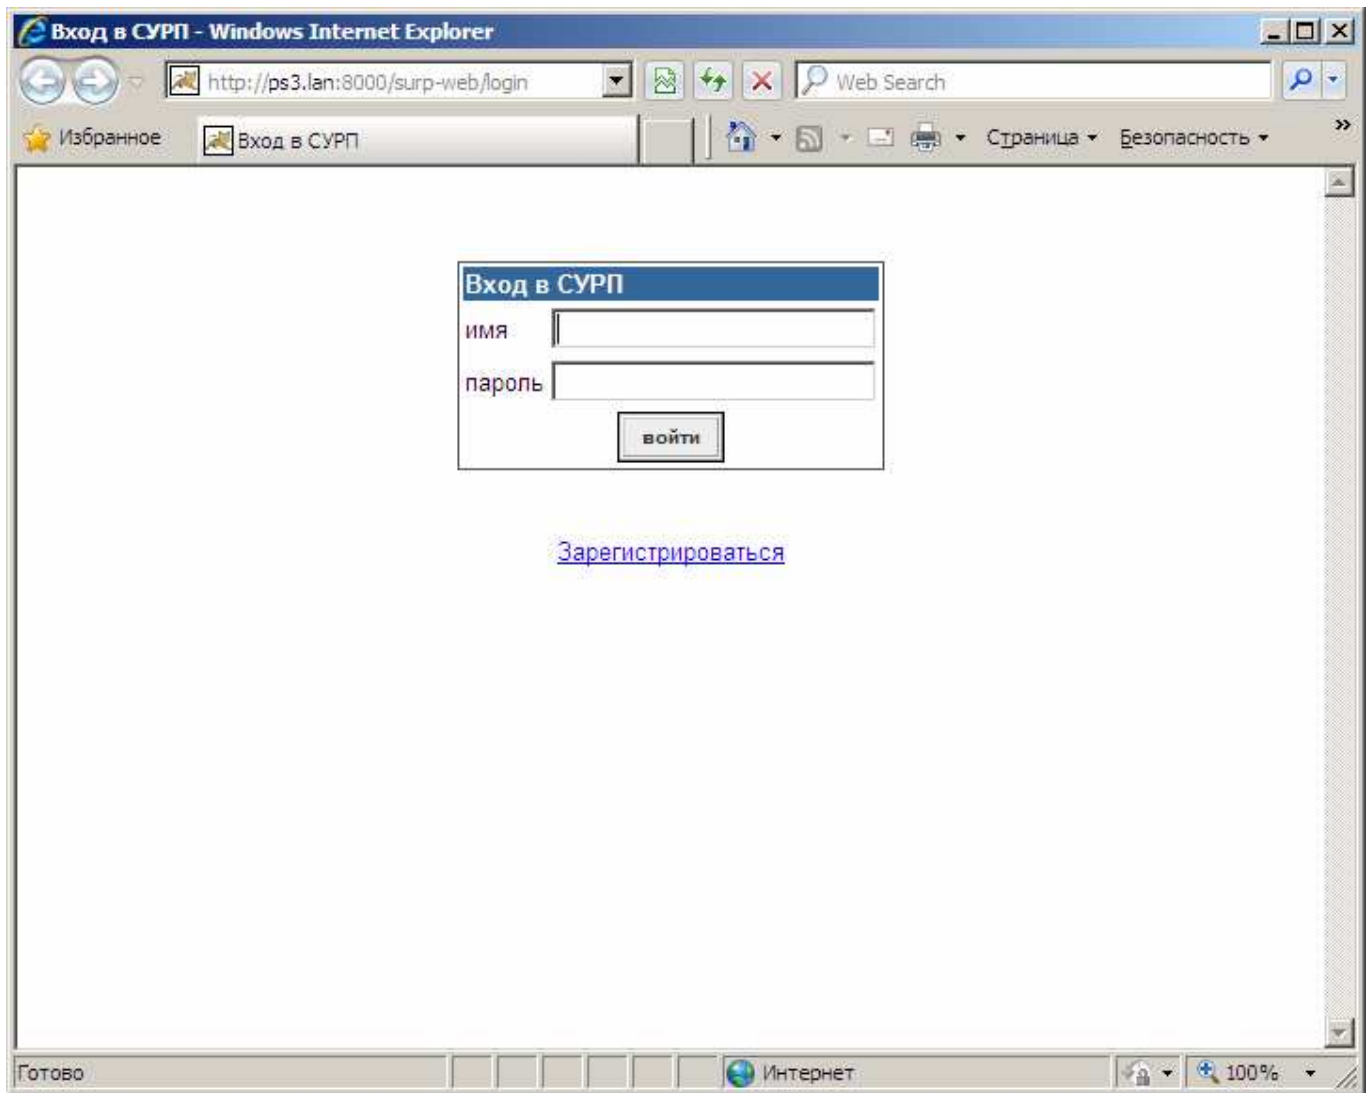 Вход в СУРП - Windows Internet Explorer
http://ps3.lan:8000/surp-web/login
Web Search
Избранное
Вход в СУРП
Страница
Безопасность
»
Вход в СУРП
имя
пароль
войти
Зарегистрироваться
Готово
Интернет
100%